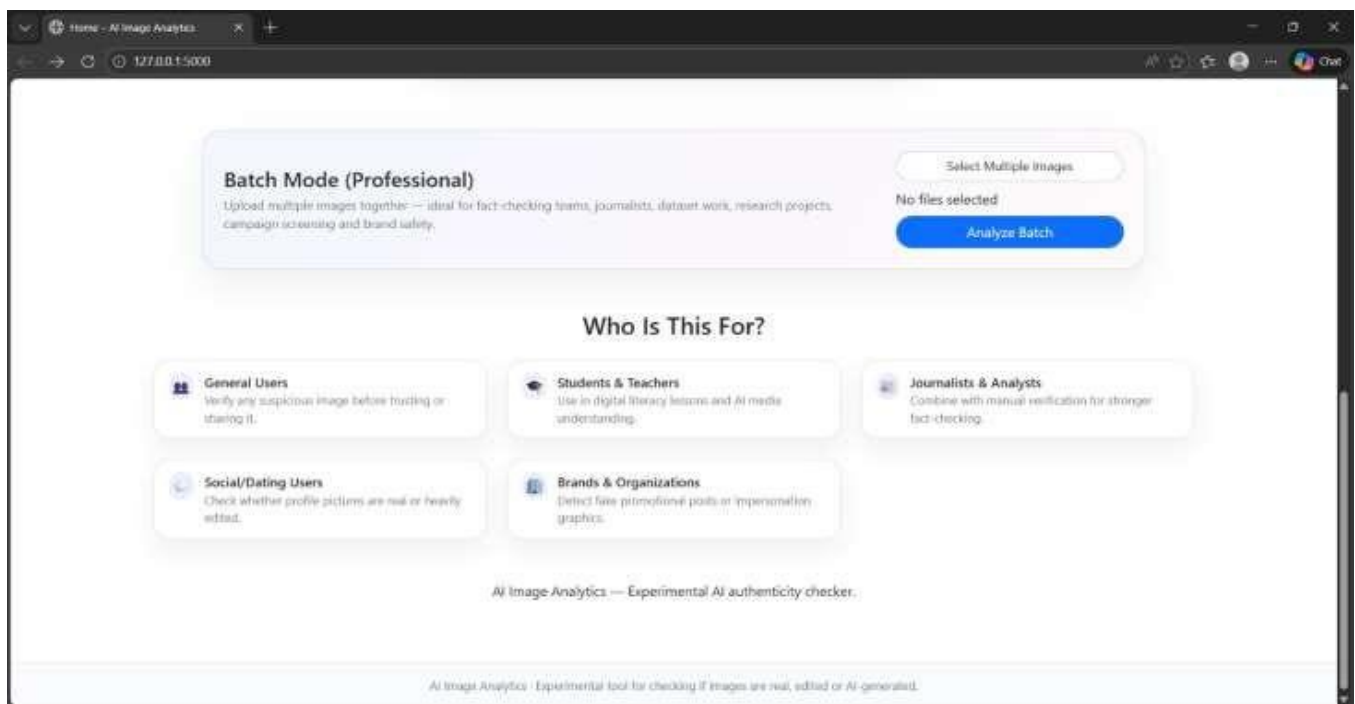 Home - AI Image Analytics
127.0.0.1:5000
Chat
Batch Mode (Professional)
Upload multiple images together — ideal for fact-checking teams, journalists, dataset work, research projects,
campaign screening and brand safety.
Select Multiple Images
No files selected
Analyze Batch
Who Is This For?
General Users
Verify any suspicious image before trusting or
sharing it.
Students & Teachers
Use in digital literacy lessons and AI media
understanding.
Journalists & Analysts
Combine with manual verification for stronger
fact-checking.
Social/Dating Users
Check whether profile pictures are real or heavily
edited.
Brands & Organizations
Detect fake promotional posts or impersonation
graphics.
AI Image Analytics — Experimental AI authenticity checker.
AI Image Analytics · Experimental tool for checking if images are real, edited or AI-generated.